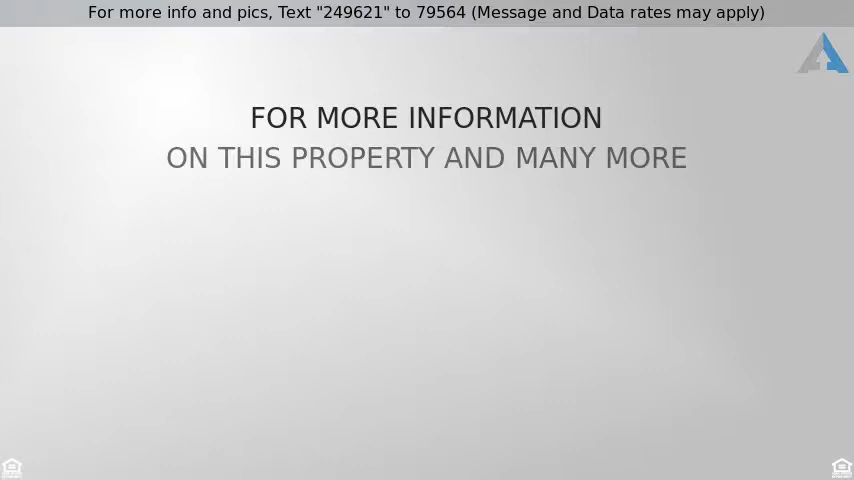 For more info and pics, Text "249621" to 79564 (Message and Data rates may apply)
FOR MORE INFORMATION
ON THIS PROPERTY AND MANY MORE